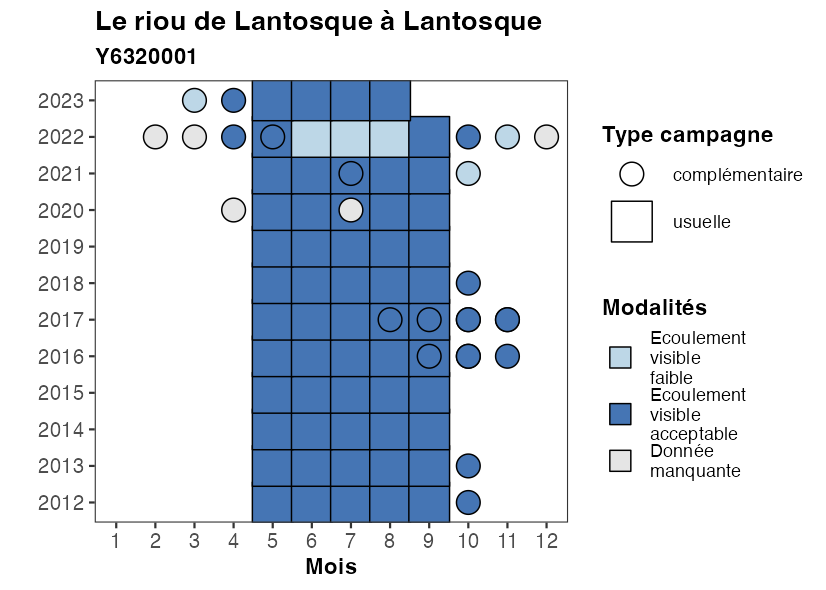 Le riou de Lantosque à Lantosque
Y6320001
2023
2022
2021
2020
2019
2018
2017
2016
2015
2014
2013
2012
1 2 3 4 5 6 7 8 9 10 11 12
Mois
Type campagne
complémentaire
usuelle
Modalités
Ecoulement
visible
faible
Ecoulement
visible
acceptable
Donnée
manquante